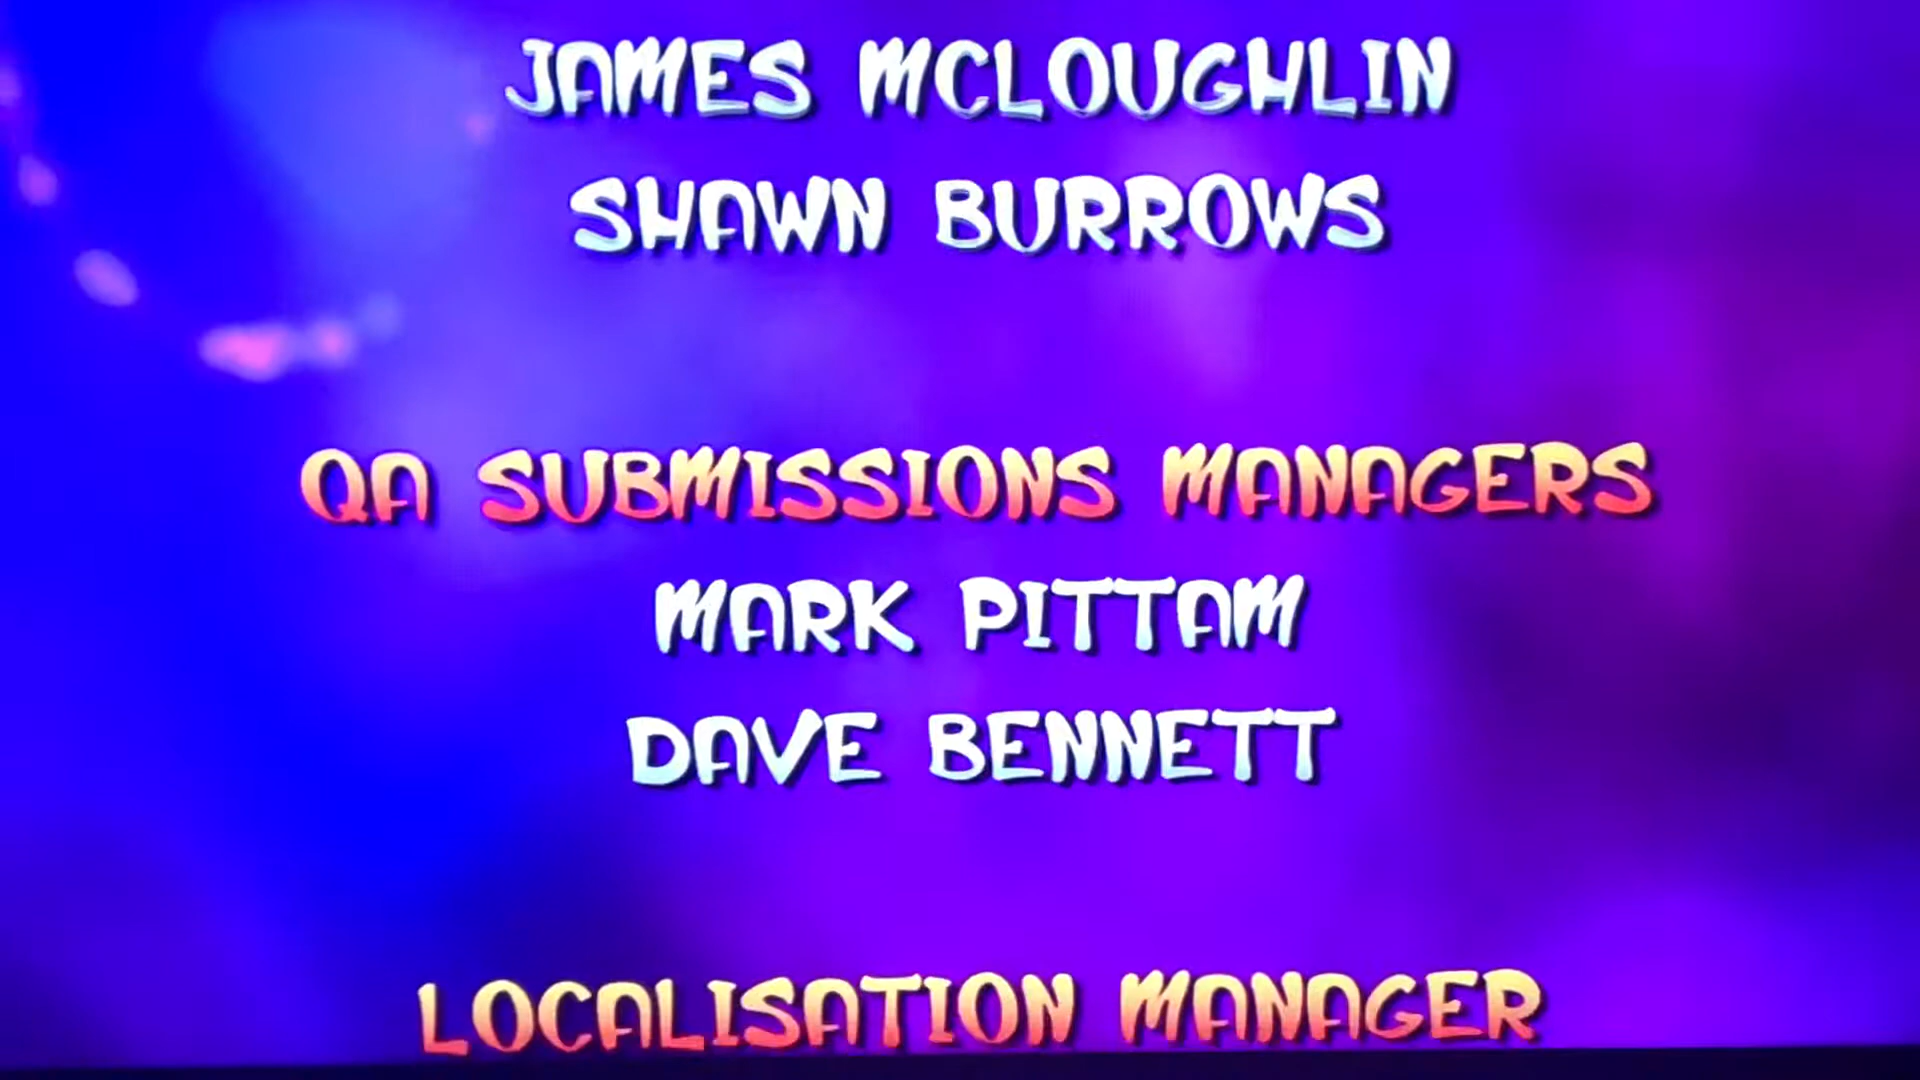 JAMES MCLOUGHLIN
SHAWN BURROWS
QA SUBMISSIONS MANAGERS
MARK PITTAM
DAVE BENNETT
LOCALISATION MANAGER